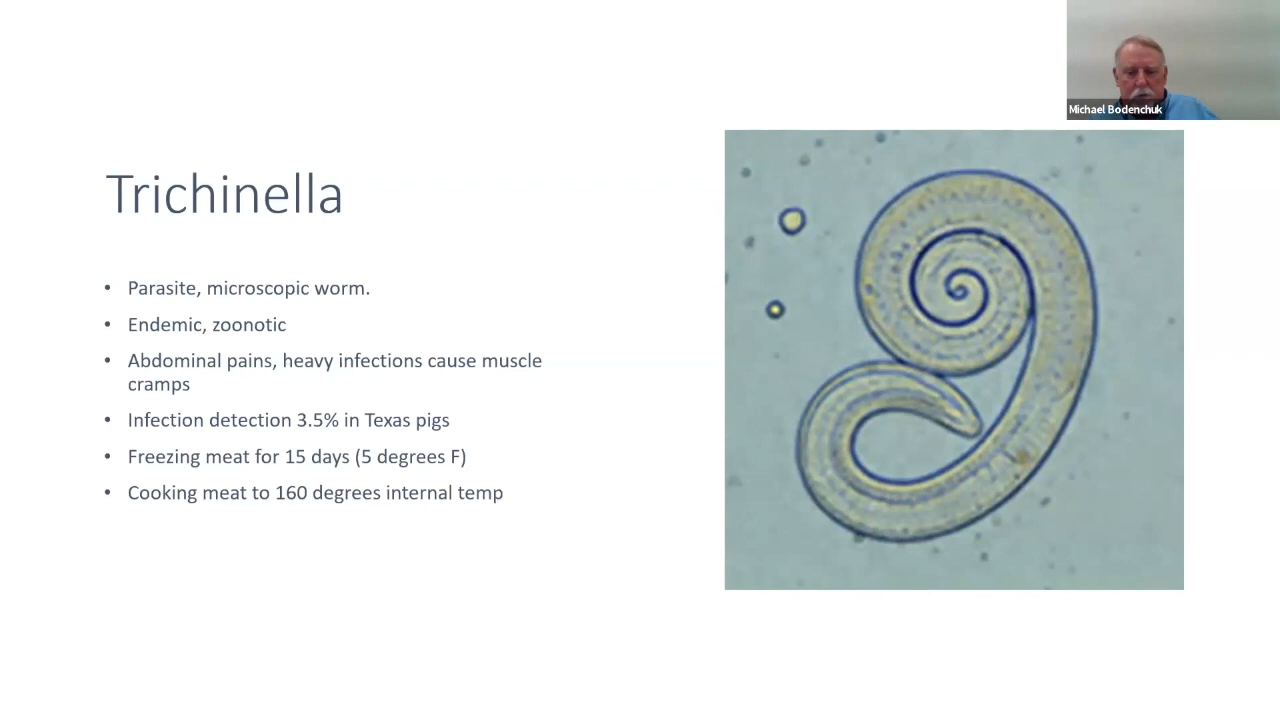 Michael Bodenchuk
Trichinella
• Parasite, microscopic worm.
• Endemic, zoonotic
• Abdominal pains, heavy infections cause muscle
cramps
• Infection detection 3.5% in Texas pigs
• Freezing meat for 15 days (5 degrees F)
• Cooking meat to 160 degrees internal temp